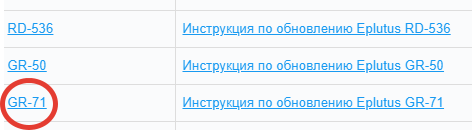 RD-536 Инструкция по обновлению Eplutus RD-536
GR-50 Инструкция по обновлению Eplutus GR-50
GR-71 Инструкция по обновлению Eplutus GR-71